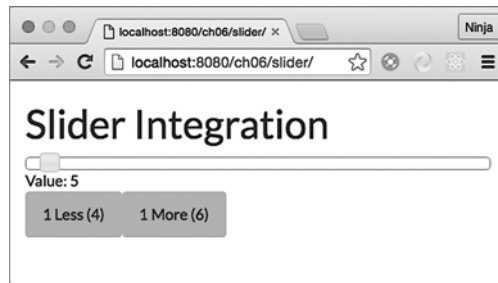 localhost:8080/ch06/slider/ ×
Ninja
localhost:8080/ch06/slider/
Slider Integration
Value: 5
1 Less (4) 1 More (6)